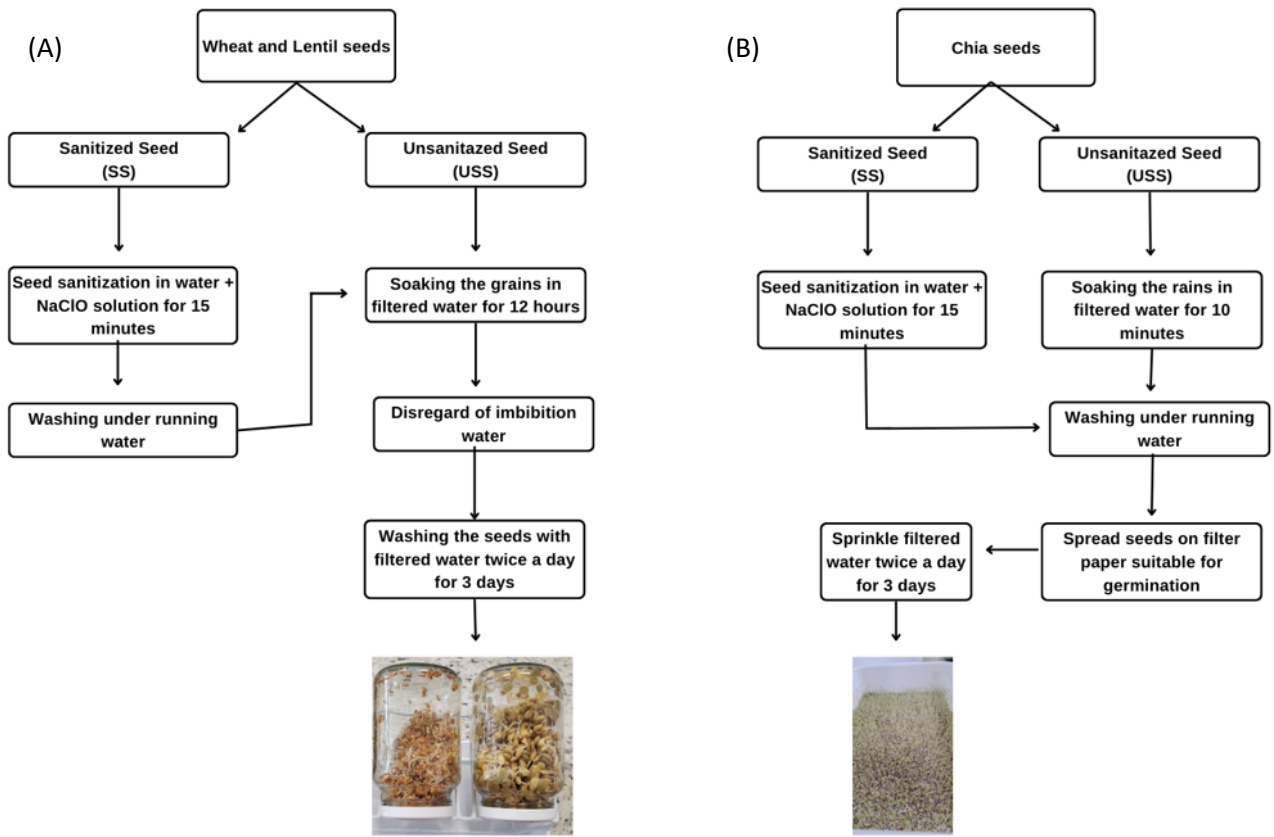 (A)
Wheat and Lentil seeds
Sanitized Seed
(SS)
Unsanitized Seed
(USS)
Seed sanitization in water +
NaClO solution for 15
minutes
Soaking the grains in
filtered water for 12 hours
Washing under running
water
Disregard of imbibition
water
Washing the seeds with
filtered water twice a day
for 3 days
(B)
Chia seeds
Sanitized Seed
(SS)
Unsanitazed Seed
(USS)
Seed sanitization in water +
NaClO solution for 15
minutes
Soaking the rains in
filtered water for 10
minutes
Washing under running
water
Spread seeds on filter
paper suitable for
germination
Sprinkle filtered
water twice a day
for 3 days